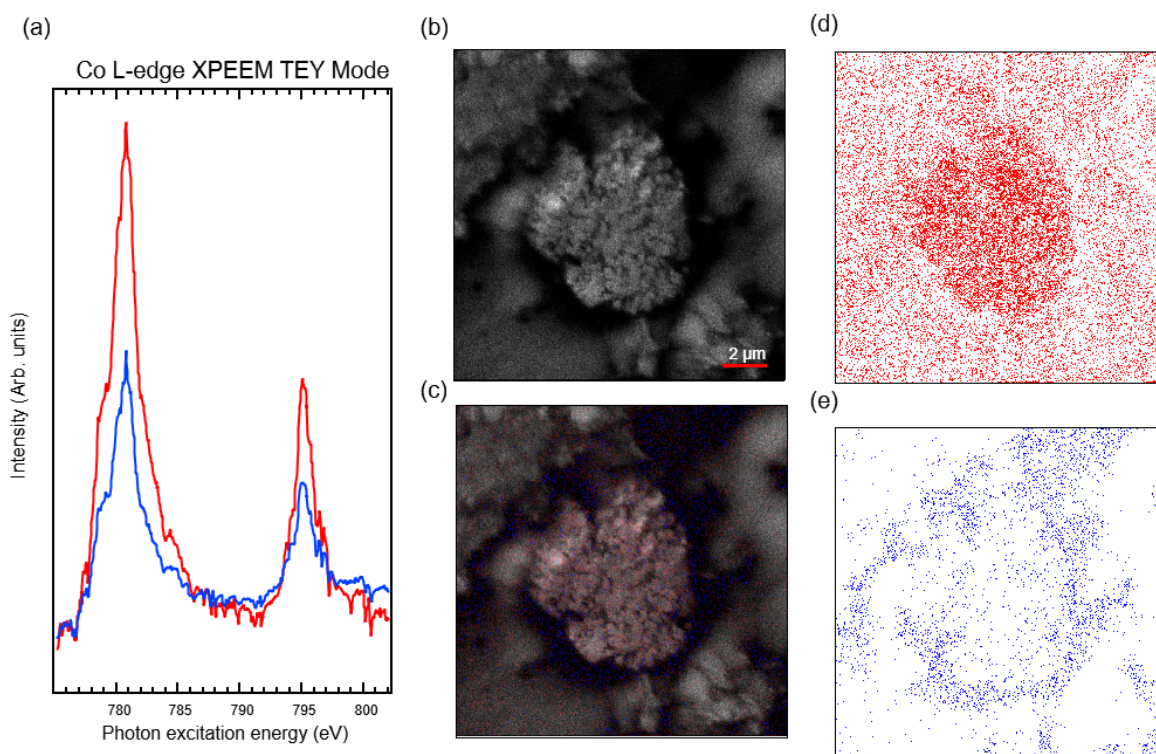 (a)
Co L-edge XPEEM TEY Mode
Intensity (Arb. units)
780 785 790 795 800
Photon excitation energy (eV)
(b)
2 µm
(c)
(d)
(e)